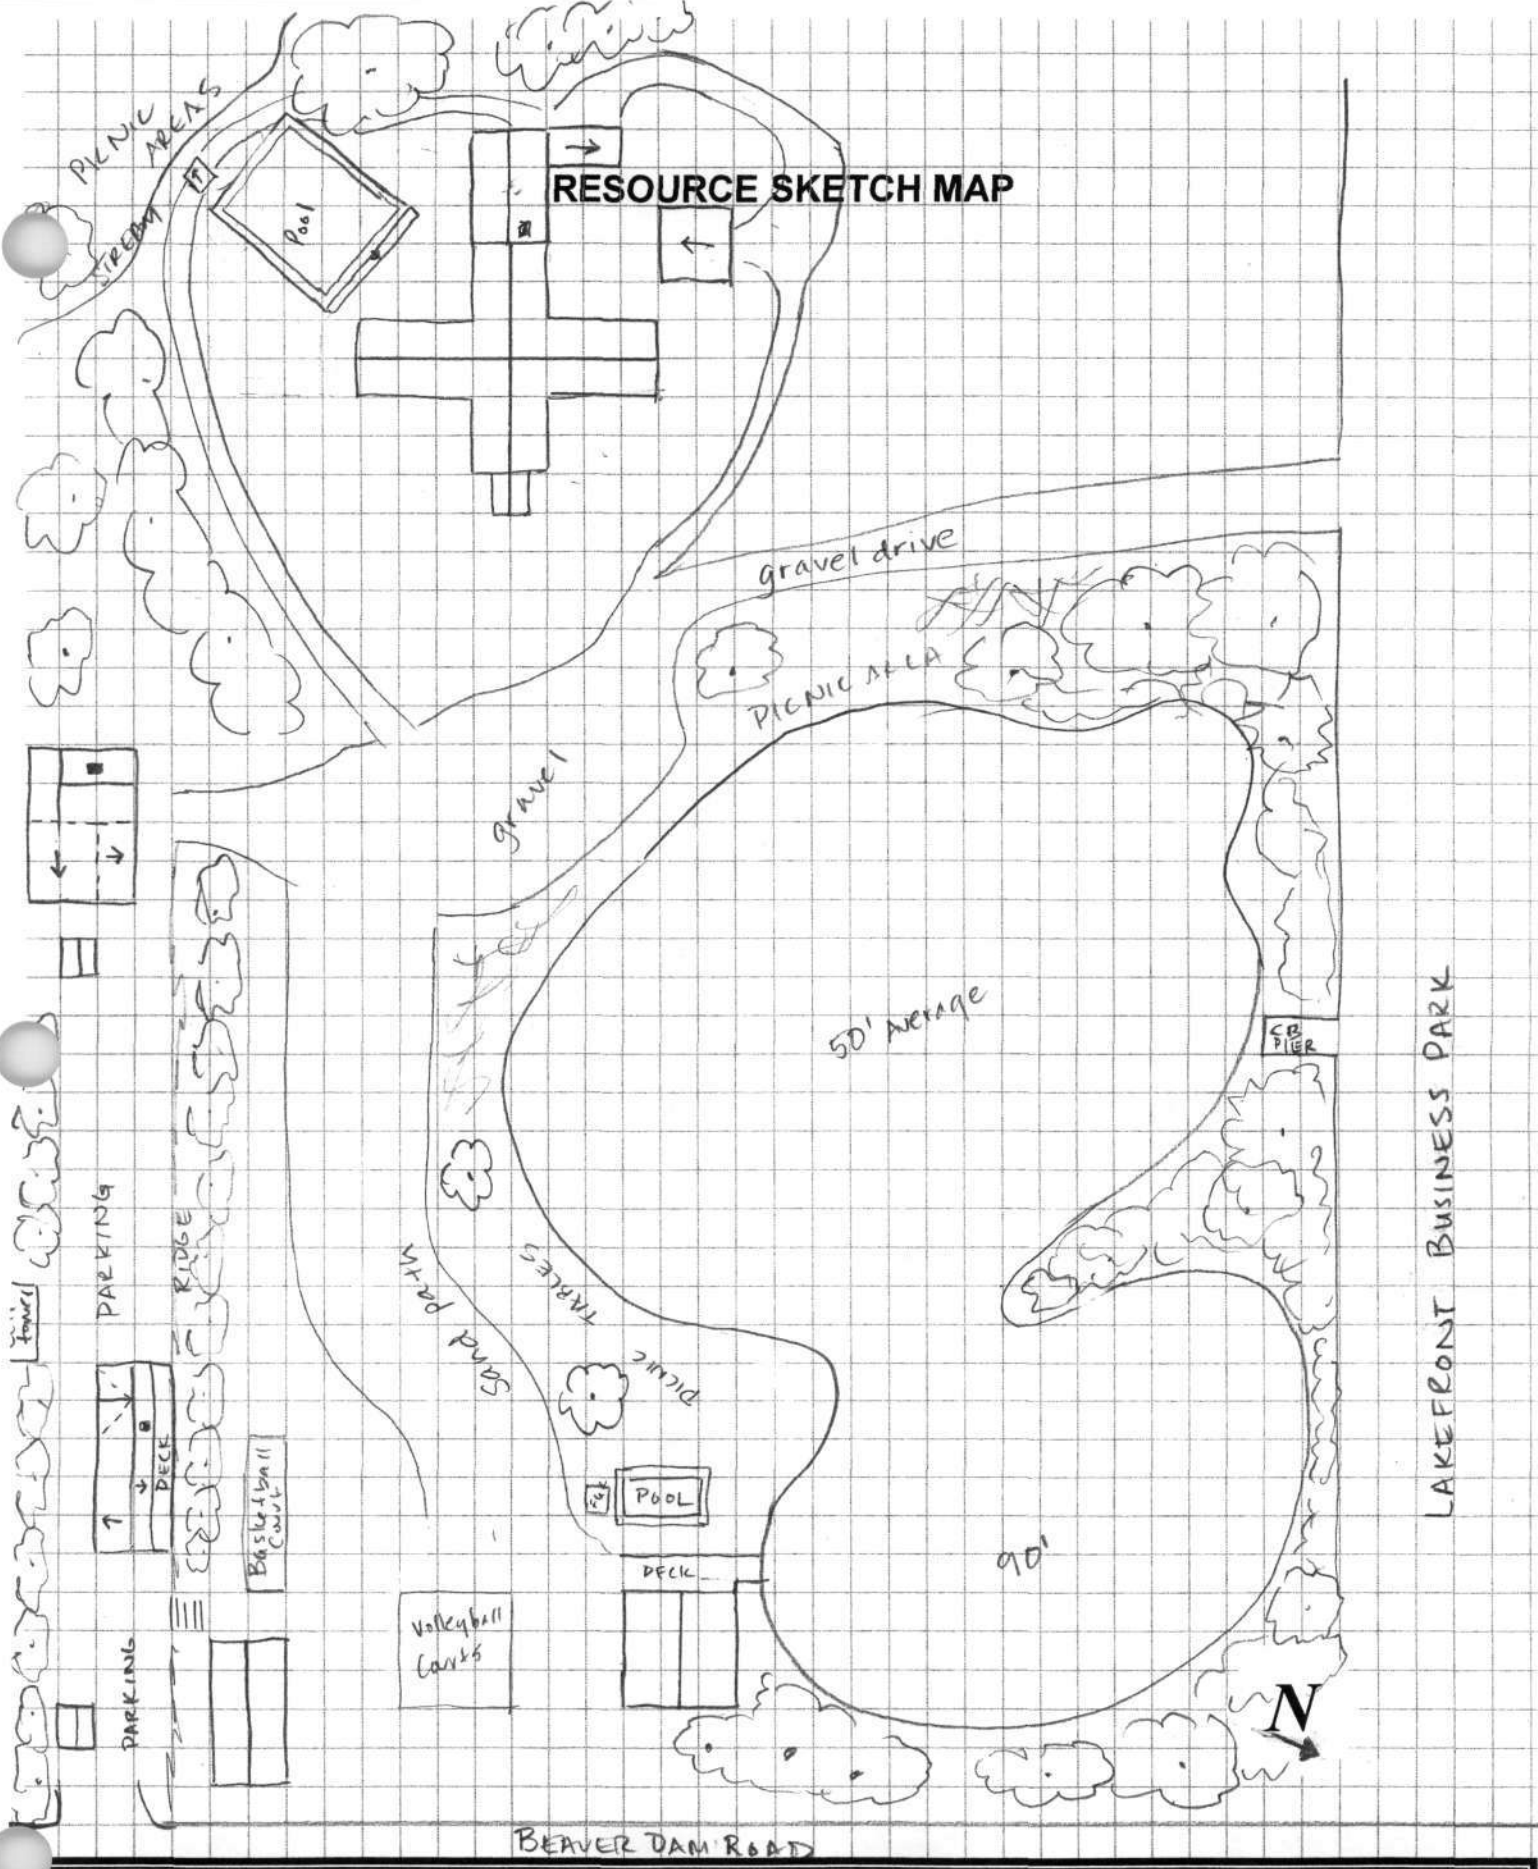 PICNIC
AREAS
STREAM
Pool
RESOURCE SKETCH MAP
gravel drive
PICNIC AREA
gravel
50' Average
CB
PIER
LAKEFRONT BUSINESS PARK
PARKING
RIDGE
Sand path
TABLES
PICNIC
DECK
Basketball
Court
POOL
DECK
90'
Volleyball
Courts
PARKING
N
BEAVER DAM ROAD